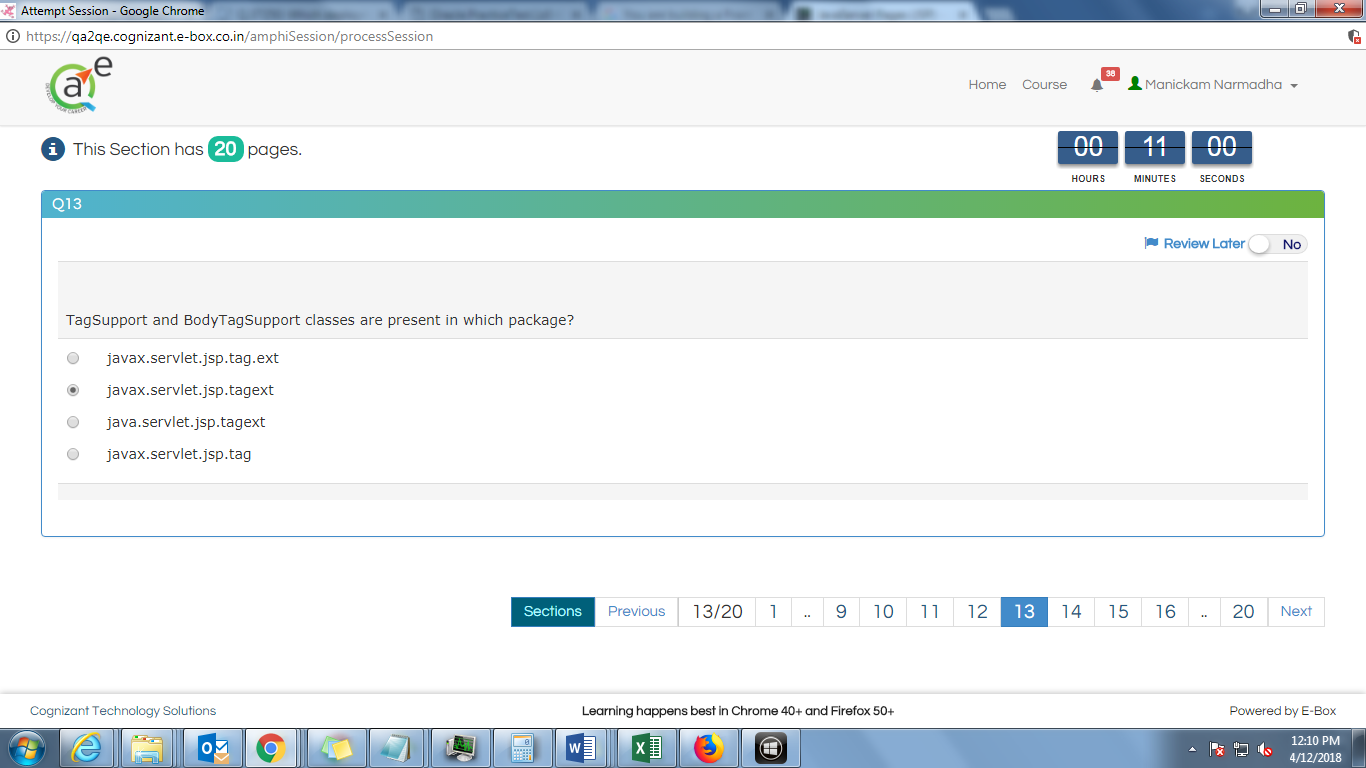 Attempt Session - Google Chrome
https://qa2qe.cognizant.e-box.co.in/amphiSession/processSession
a e
Home Course 38 Manickam Narmadha
This Section has 20 pages.
00 11 00
HOURS MINUTES SECONDS
Q13
Review Later No
TagSupport and BodyTagSupport classes are present in which package?
javax.servlet.jsp.tag.ext
javax.servlet.jsp.tagext
java.servlet.jsp.tagext
javax.servlet.jsp.tag
Sections Previous 13/20 1 .. 9 10 11 12 13 14 15 16 .. 20 Next
Cognizant Technology Solutions Learning happens best in Chrome 40+ and Firefox 50+ Powered by E-Box
12:10 PM
4/12/2018